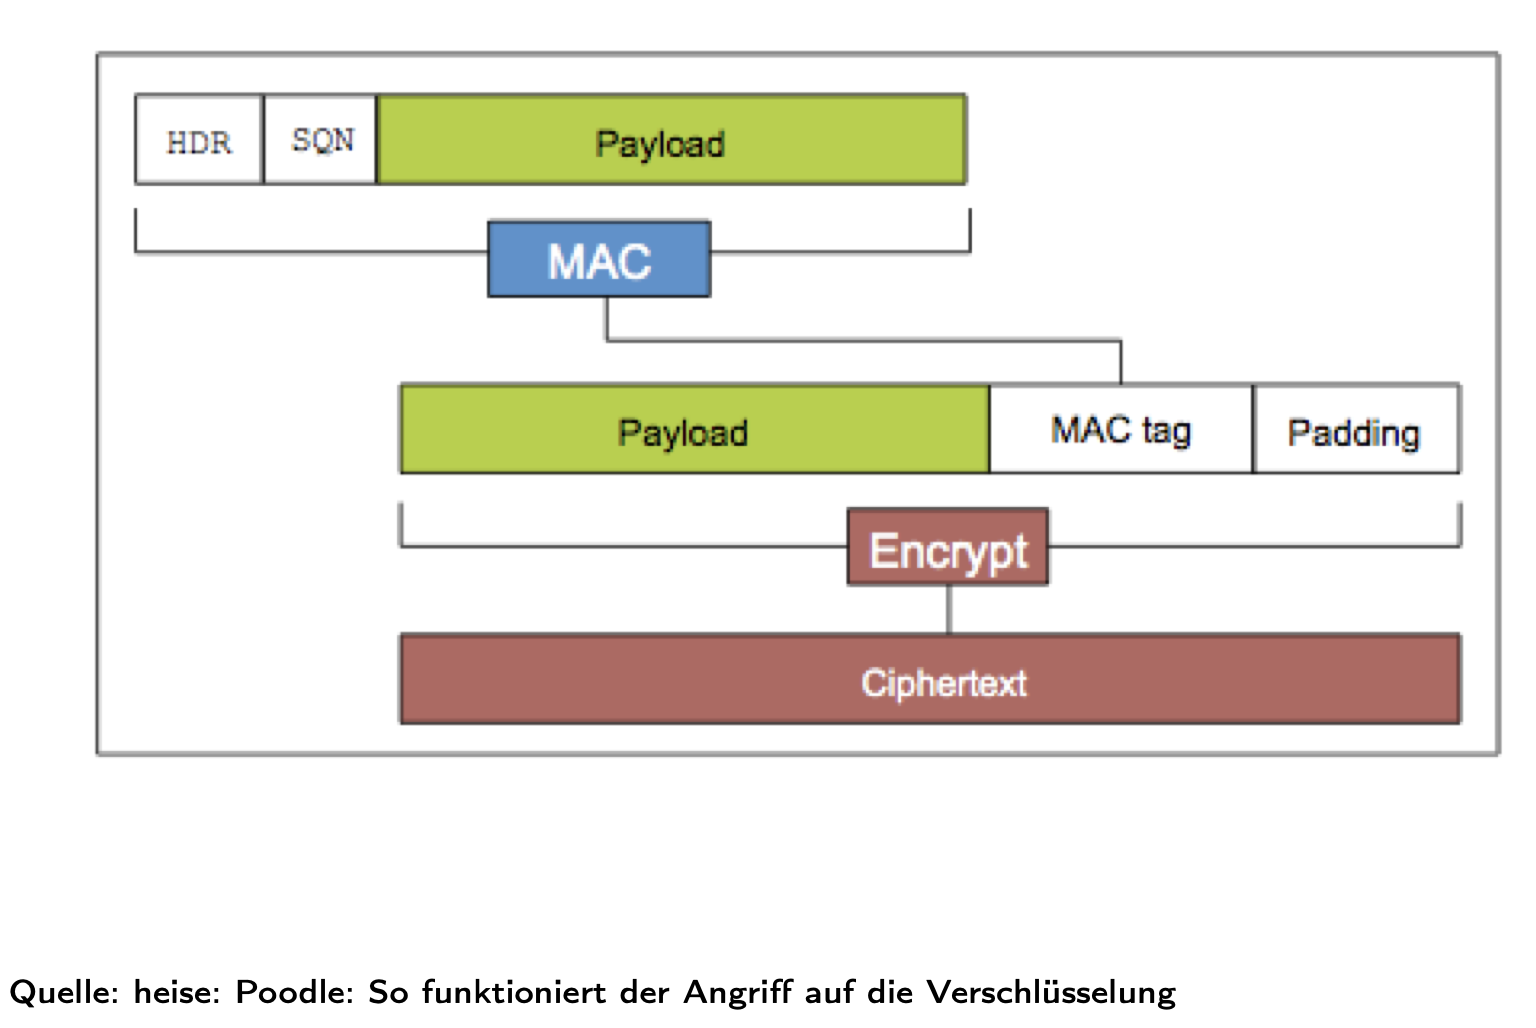 HDR SQN Payload
MAC
Payload MAC tag Padding
Encrypt
Ciphertext
Quelle: heise: Poodle: So funktioniert der Angriff auf die Verschlüsselung